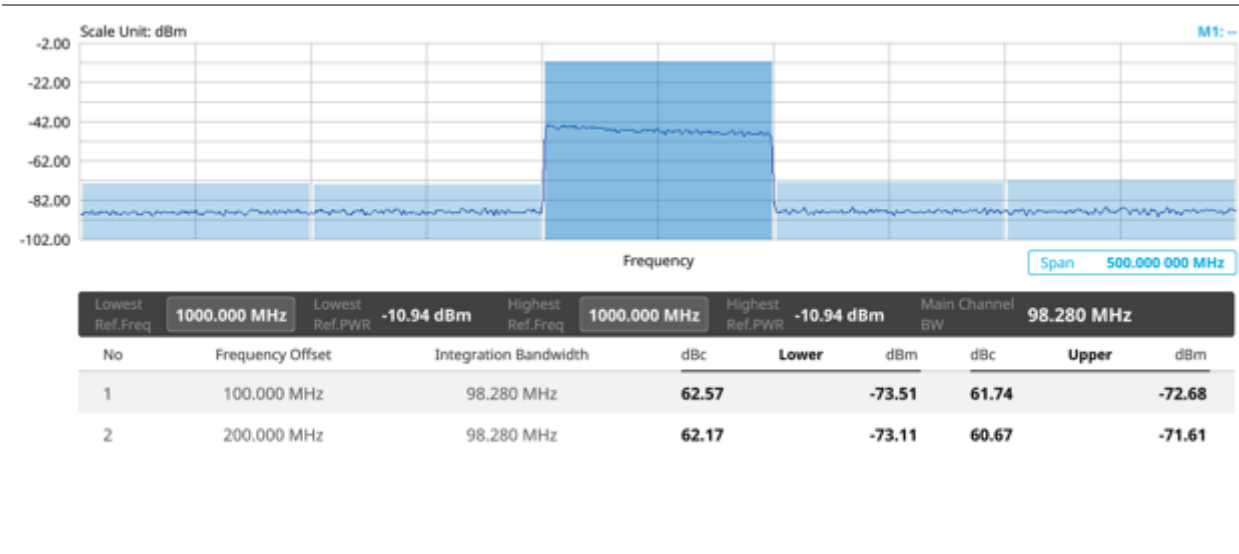 Scale Unit: dBm M1: --
-2.00
-22.00
-42.00
-62.00
-82.00
-102.00
Frequency
Span 500.000 000 MHz
Lowest Ref.Freq 1000.000 MHz Lowest Ref.PWR -10.94 dBm Highest Ref.Freq 1000.000 MHz Highest Ref.PWR -10.94 dBm Main Channel BW 98.280 MHz
No Frequency Offset Integration Bandwidth dBc Lower dBm dBc Upper dBm
1 100.000 MHz 98.280 MHz 62.57 -73.51 61.74 -72.68
2 200.000 MHz 98.280 MHz 62.17 -73.11 60.67 -71.61